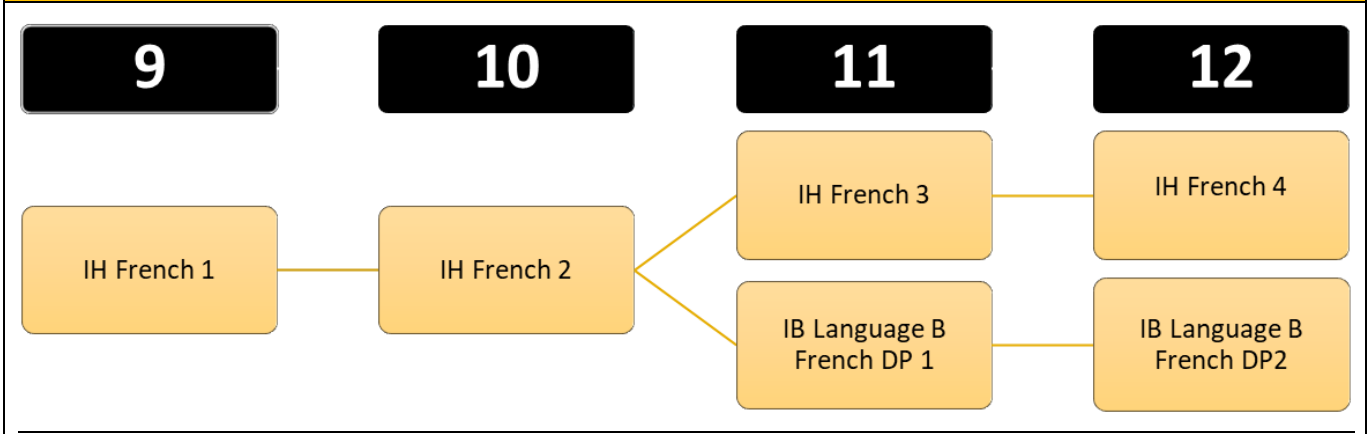 9
10
11
12
IH French 1
IH French 2
IH French 3
IH French 4
IB Language B
French DP 1
IB Language B
French DP2